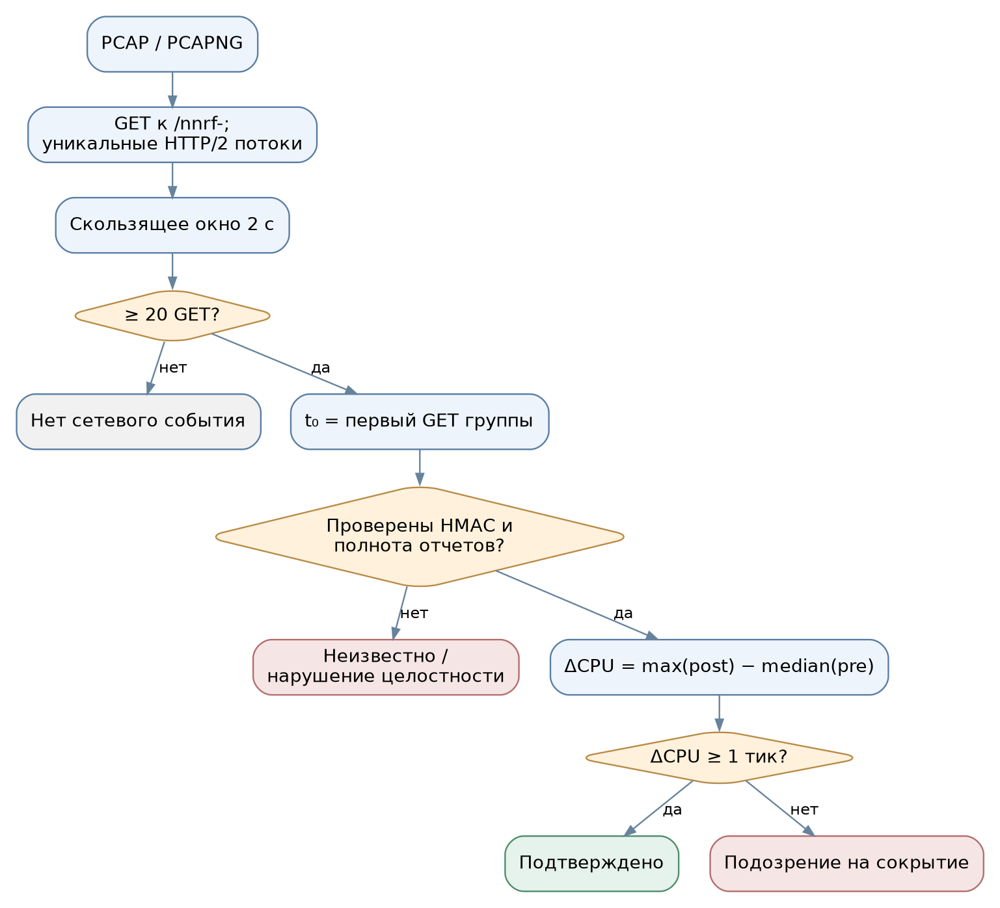 PCAP / PCAPNG
GET к /nnrf-;
уникальные HTTP/2 потоки
Скользящее окно 2 с
≥ 20 GET?
нет
да
Нет сетевого события
t₀ = первый GET группы
Проверены HMAC и
полнота отчетов?
нет
да
Неизвестно /
нарушение целостности
ΔCPU = max(post) − median(pre)
ΔCPU ≥ 1 тик?
да
нет
Подтверждено
Подозрение на сокрытие